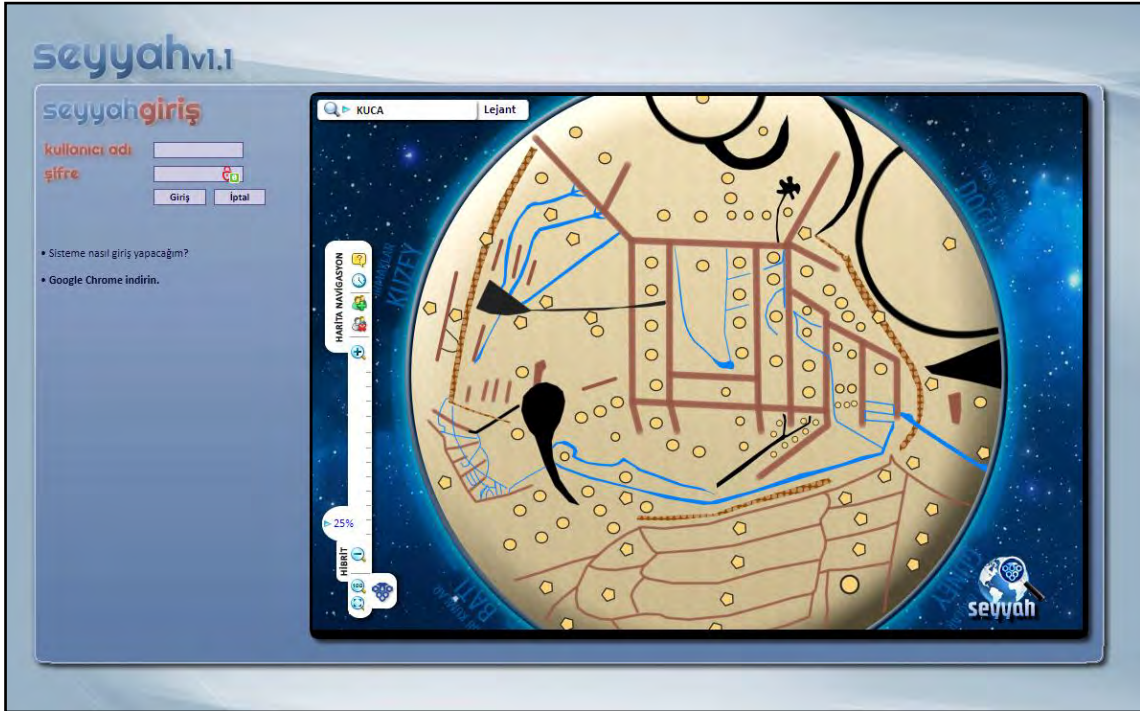 seyyahv1.1
seyyahgiriş
kullanıcı adı
şifre
Giriş İptal
• Sisteme nasıl giriş yapacağım?
• Google Chrome indirin.
KUCA Lejant
HARİTA NAVİGASYON
25%
HİBRİT
100
KUZEY
DOĞU
BATI
seyyah